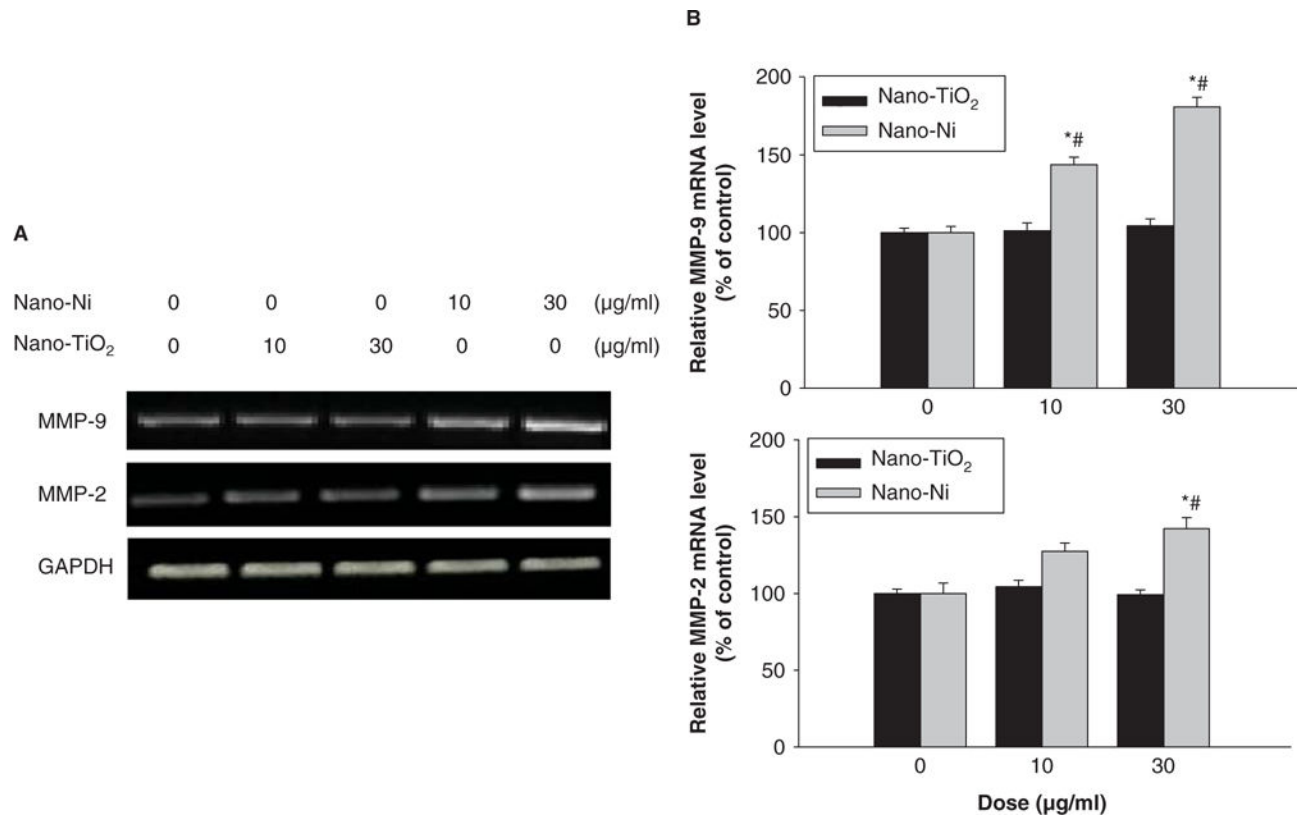 A
Nano-Ni 0 0 0 10 30 (µg/ml)
Nano-TiO₂ 0 10 30 0 0 (µg/ml)
MMP-9
MMP-2
GAPDH
B
Relative MMP-9 mRNA level
(% of control)
200
150
100
50
0
Nano-TiO₂
Nano-Ni
*#
*#
0 10 30
Relative MMP-2 mRNA level
(% of control)
200
150
100
50
0
Nano-TiO₂
Nano-Ni
*#
0 10 30
Dose (µg/ml)